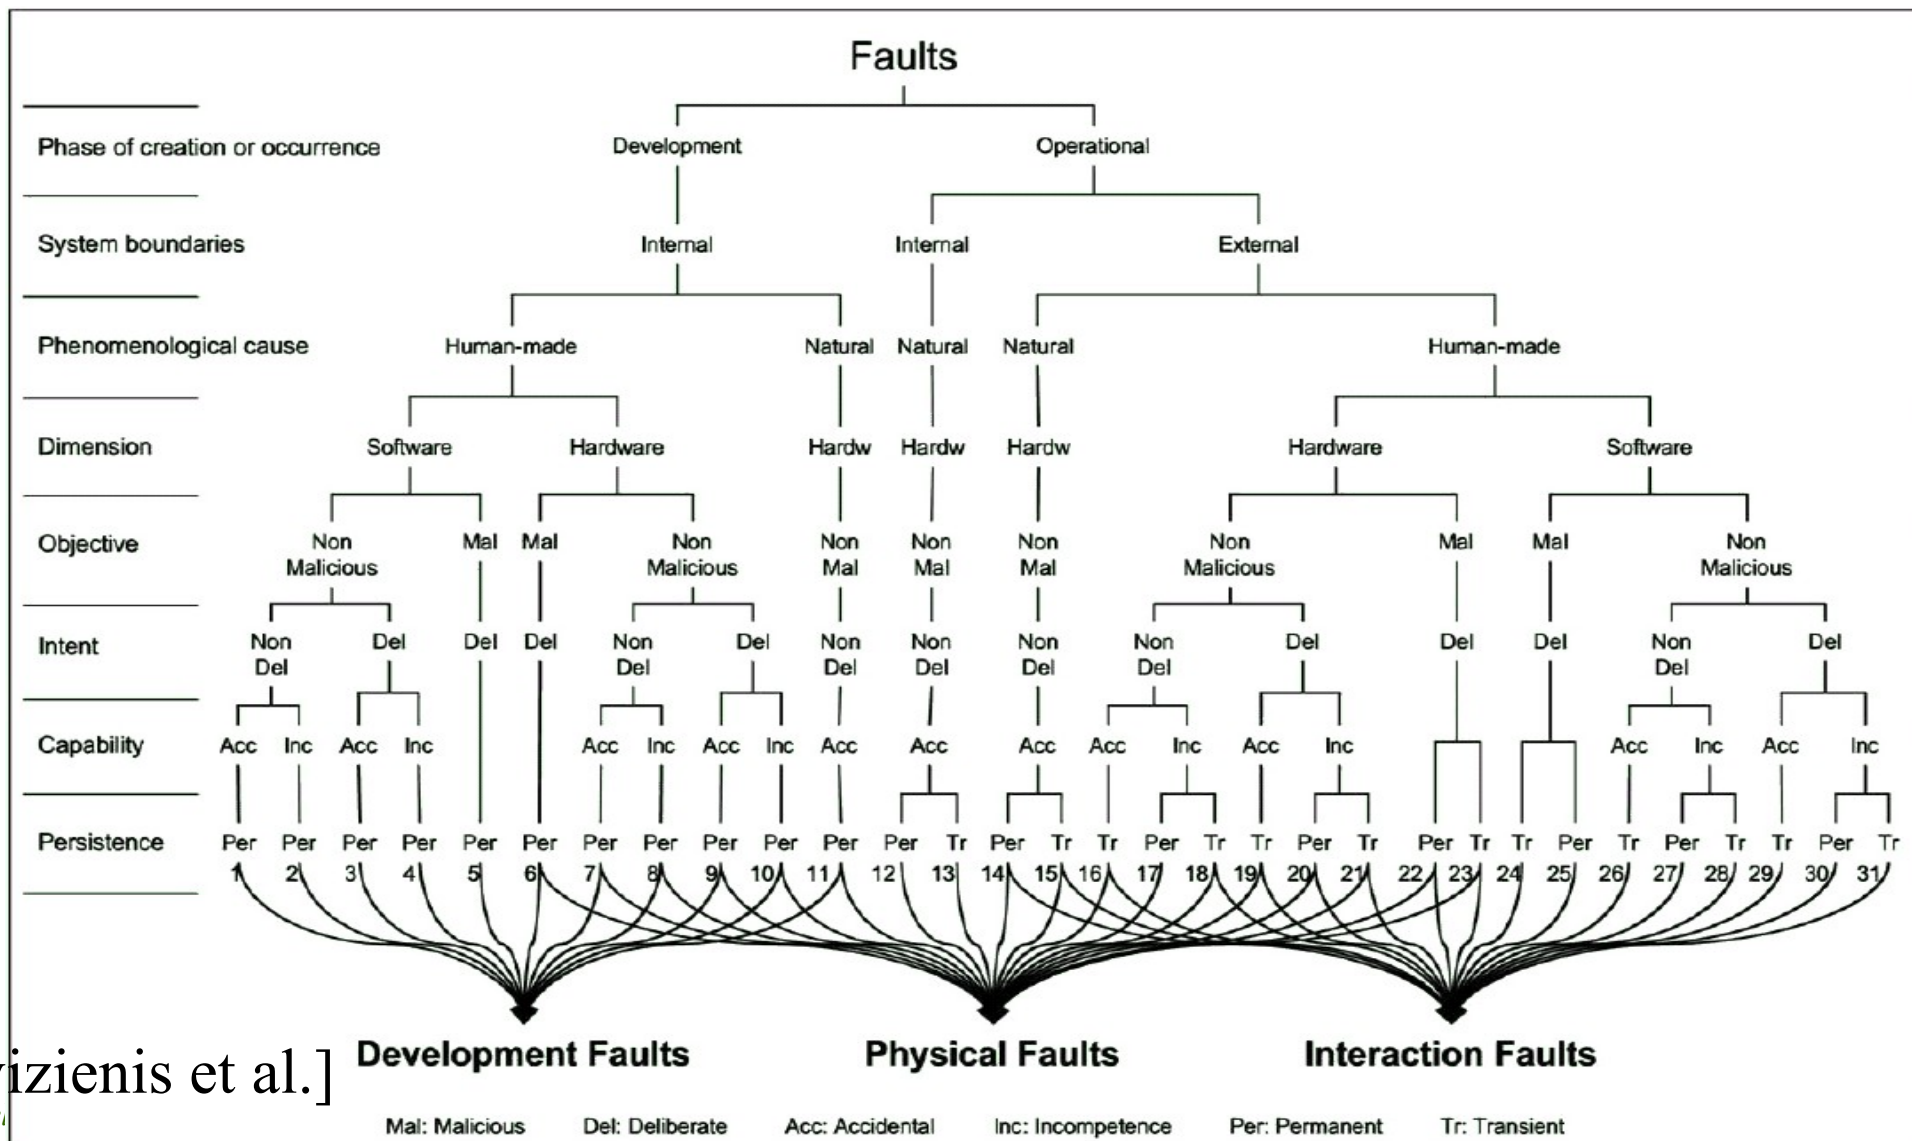 Faults
Phase of creation or occurrence Development Operational
System boundaries Internal Internal External
Phenomenological cause Human-made Natural Natural Natural Human-made
Dimension Software Hardware Hardw Hardw Hardw Hardware Software
Objective Non Mal Mal Non Non Non Non Non Mal Mal Non
Malicious Malicious Mal Mal Mal Malicious Malicious
Intent Non Del Del Del Non Del Non Non Non Non Del Del Del Non Del
Del Del Del Del Del Del Del
Capability Acc Inc Acc Inc Acc Inc Acc Inc Acc Acc Acc Acc Inc Acc Inc Acc Inc Acc Inc
Persistence Per Per Per Per Per Per Per Per Per Per Per Per Tr Per Tr Tr Per Tr Tr Per Tr Per Tr Tr Per Tr Per Tr Tr Per Tr
1 2 3 4 5 6 7 8 9 10 11 12 13 14 15 16 17 18 19 20 21 22 23 24 25 26 27 28 29 30 31
Development Faults Physical Faults Interaction Faults
izienis et al.]
Mal: Malicious Del: Deliberate Acc: Accidental Inc: Incompetence Per: Permanent Tr: Transient